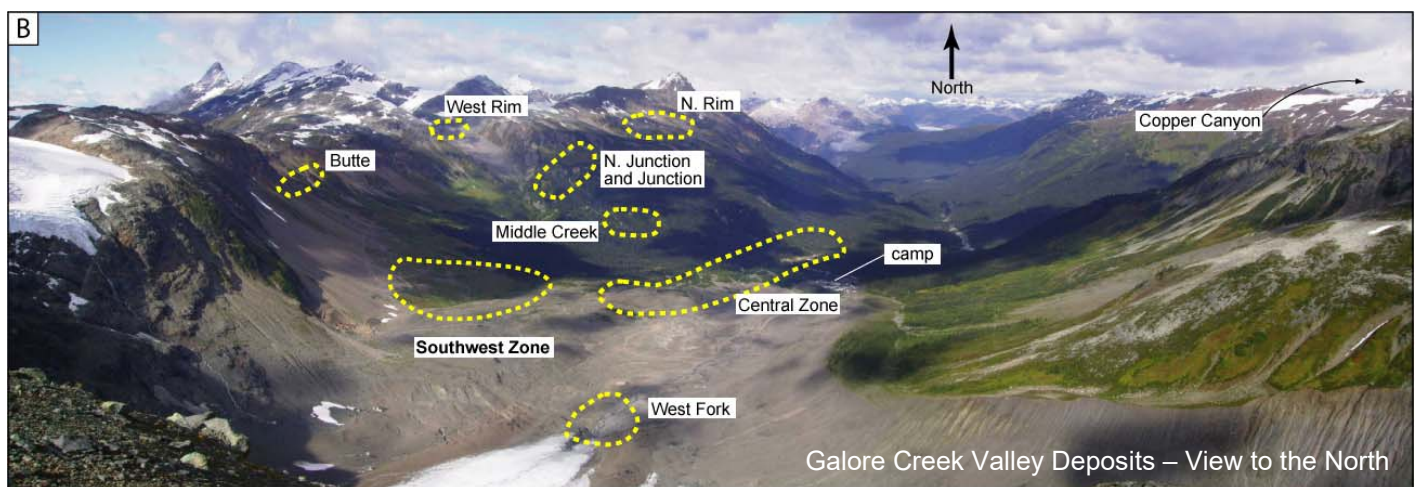 B
West Rim
N. Rim
North
Copper Canyon
Butte
N. Junction
and Junction
Middle Creek
camp
Central Zone
Southwest Zone
West Fork
Galore Creek Valley Deposits – View to the North